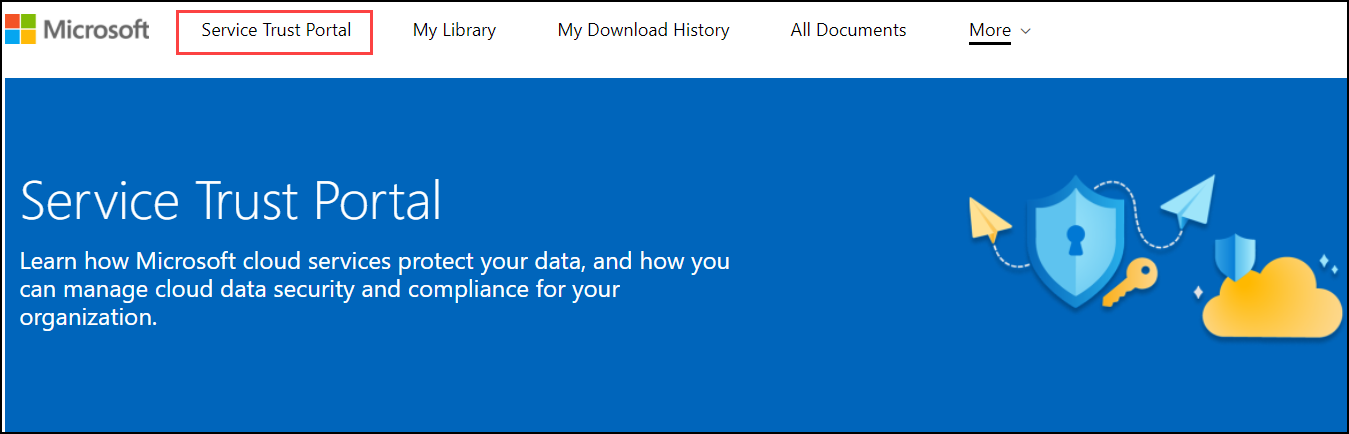 Microsoft Service Trust Portal My Library My Download History All Documents More
Service Trust Portal
Learn how Microsoft cloud services protect your data, and how you
can manage cloud data security and compliance for your
organization.